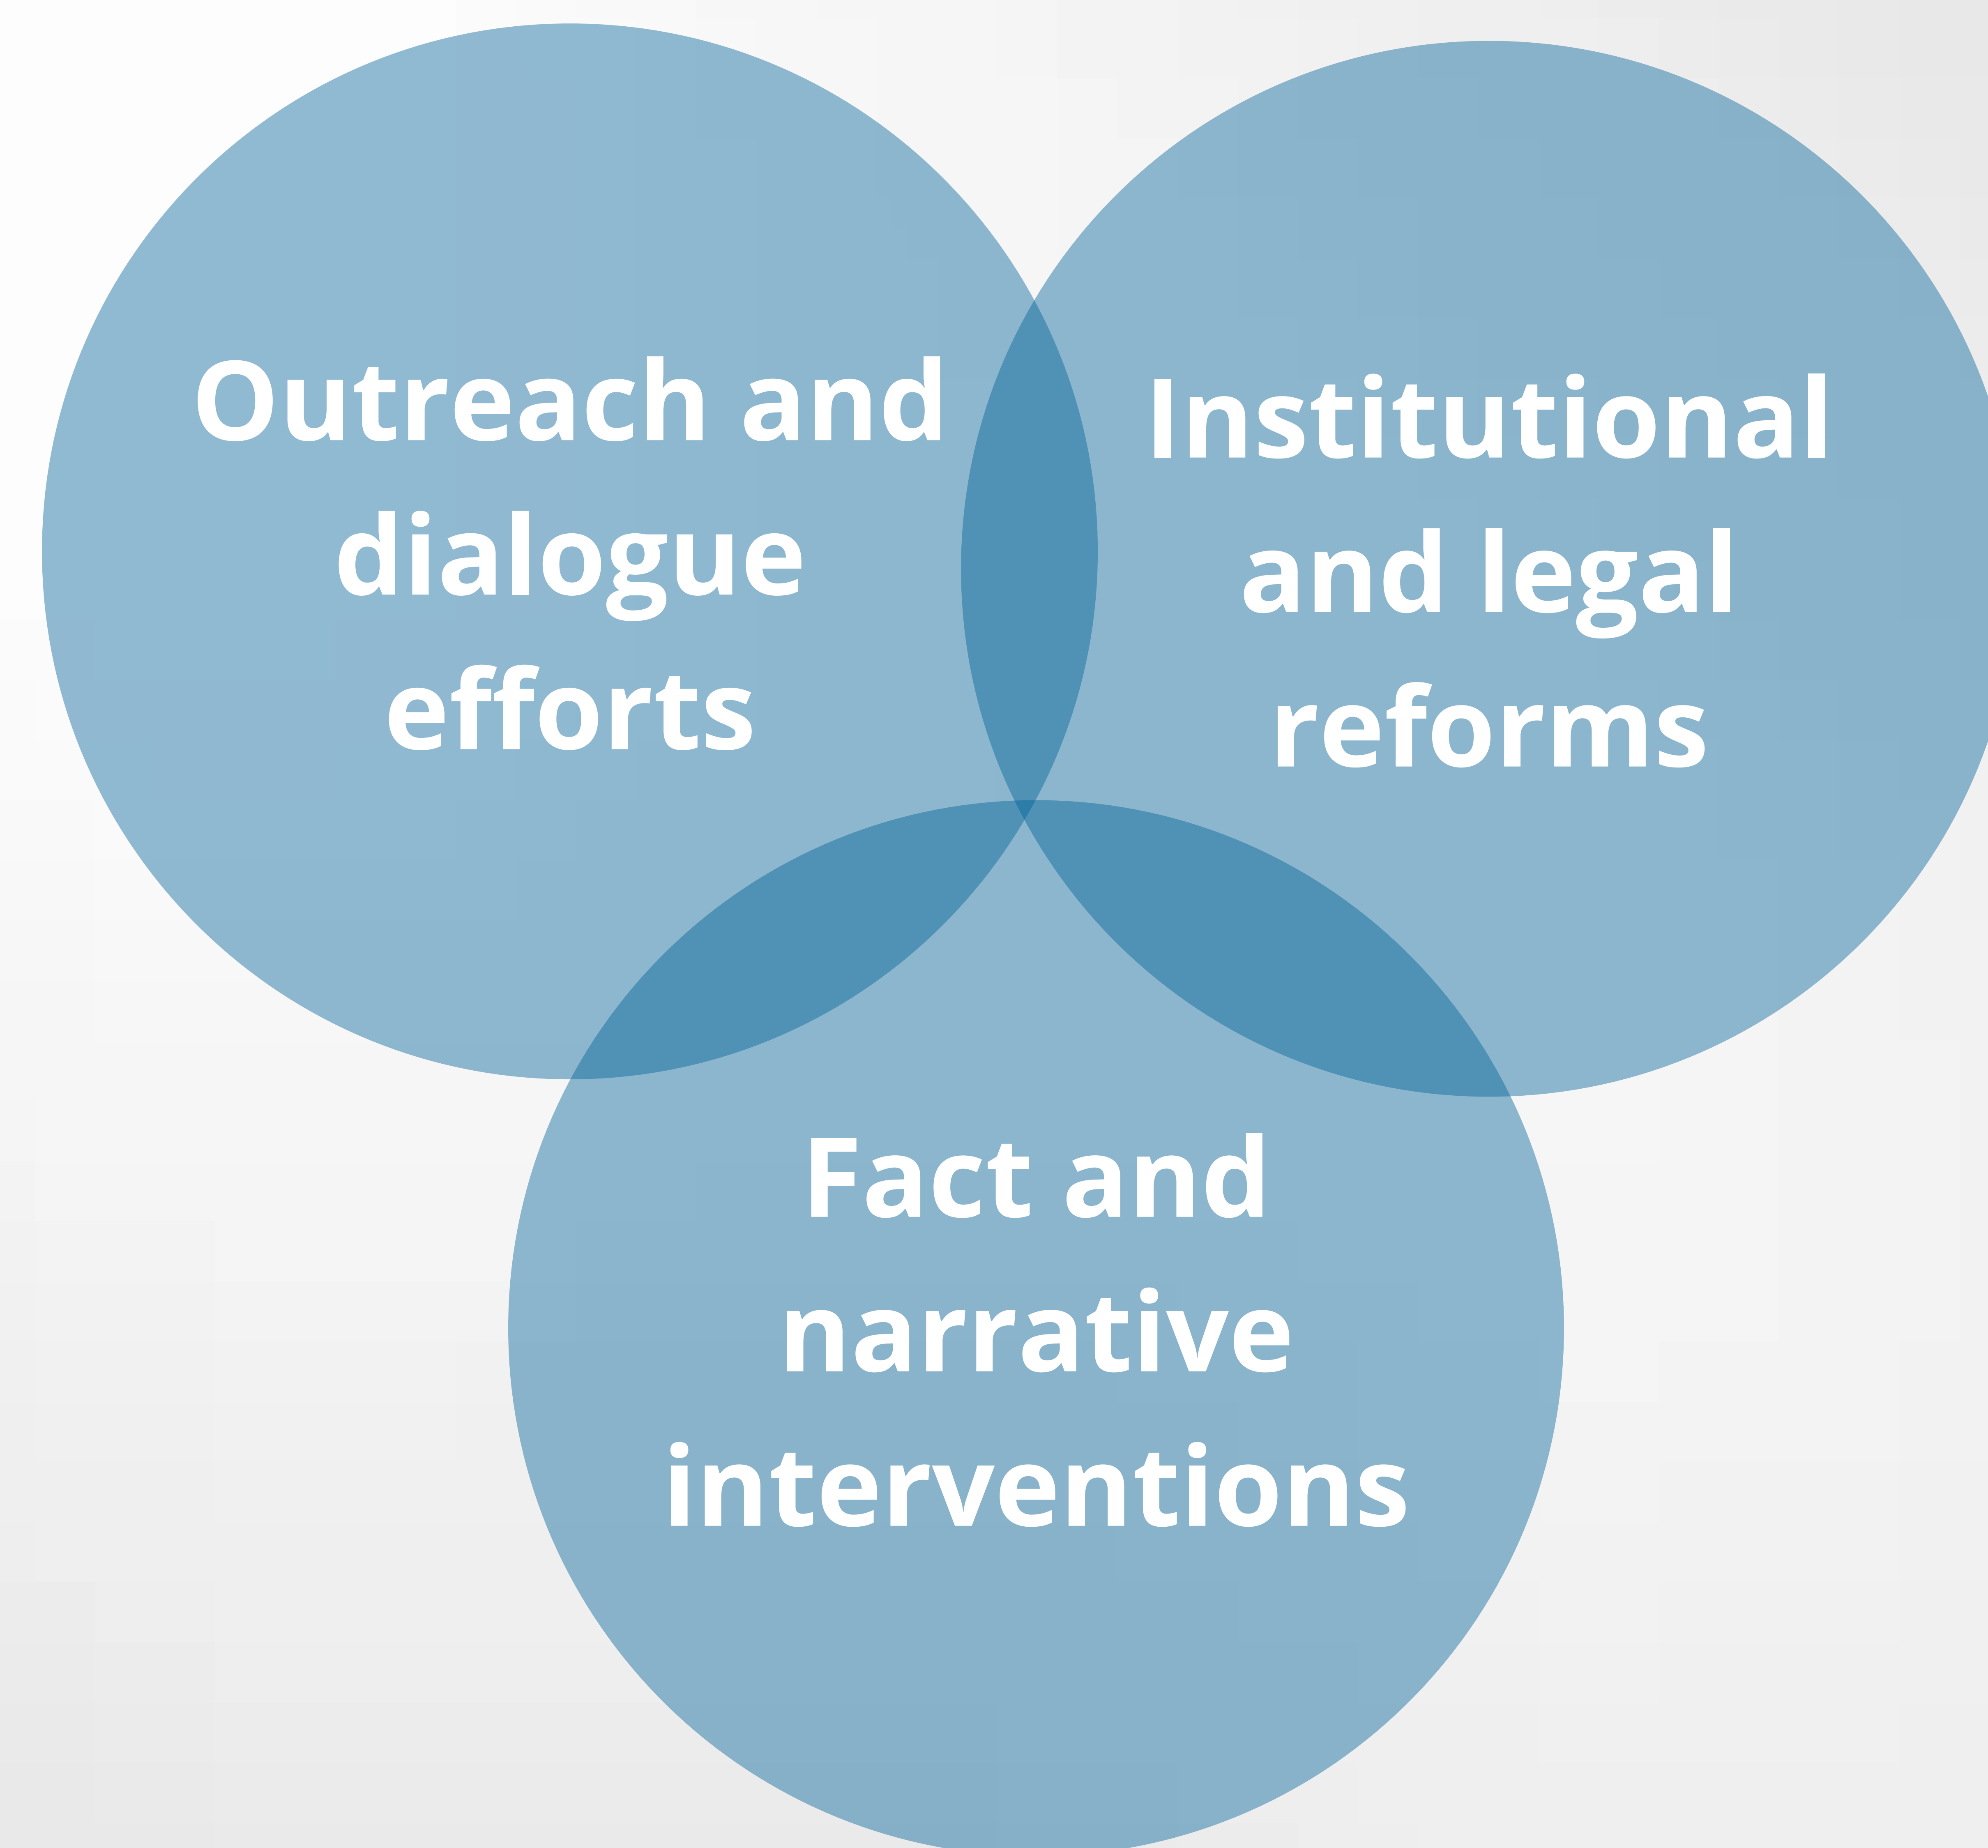 Outreach and
dialogue
efforts
Institutional
and legal
reforms
Fact and
narrative
interventions